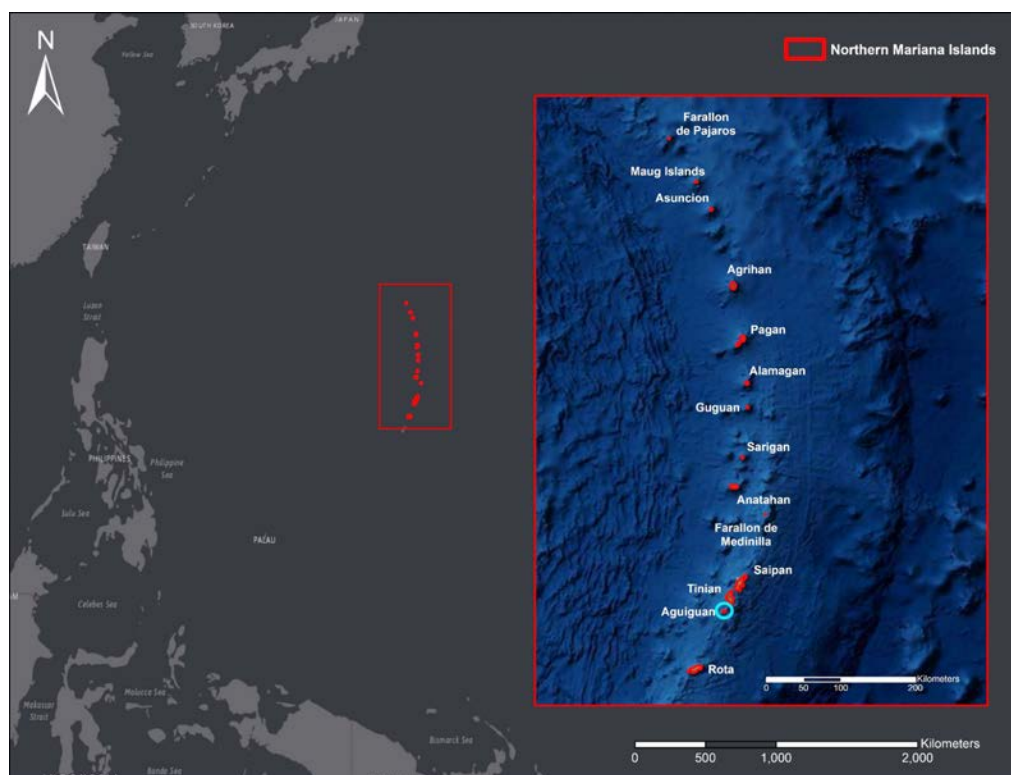 JAPAN
SOUTH KOREA
Yellow Sea
N
Northern Mariana Islands
Farallon
de Pajaros
Maug Islands
Asuncion
TAIWAN
Agrihan
Luzon
Strait
Pagan
Alamagan
Guguan
Sarigan
PHILIPPINES
Philippine
Sea
Anatahan
Sulu Sea
Farallon de
Medinilla
PALAU
Saipan
Tinian
Celebes Sea
Aguiguan
Rota
Kilometers
0 50 100 200
Molucca Sea
Makassar
Strait
Bismarck Sea
Kilometers
0 500 1,000 2,000
Banda Sea